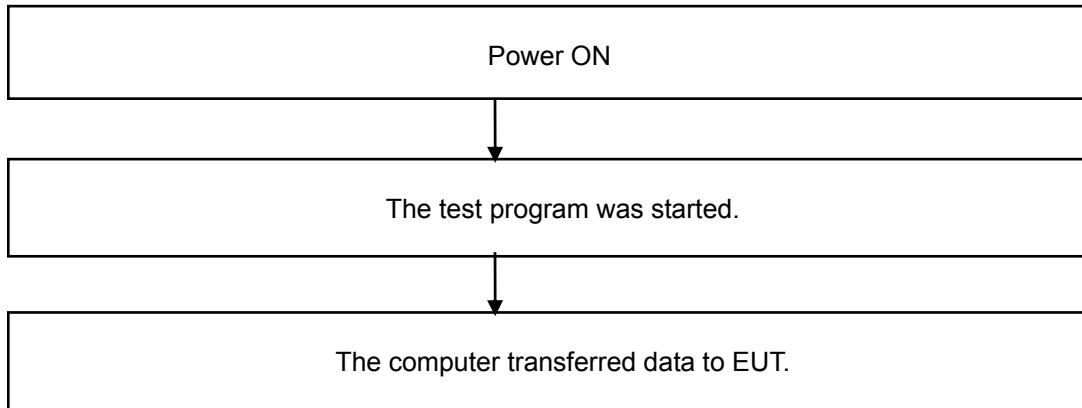 Power ON
The test program was started.
The computer transferred data to EUT.